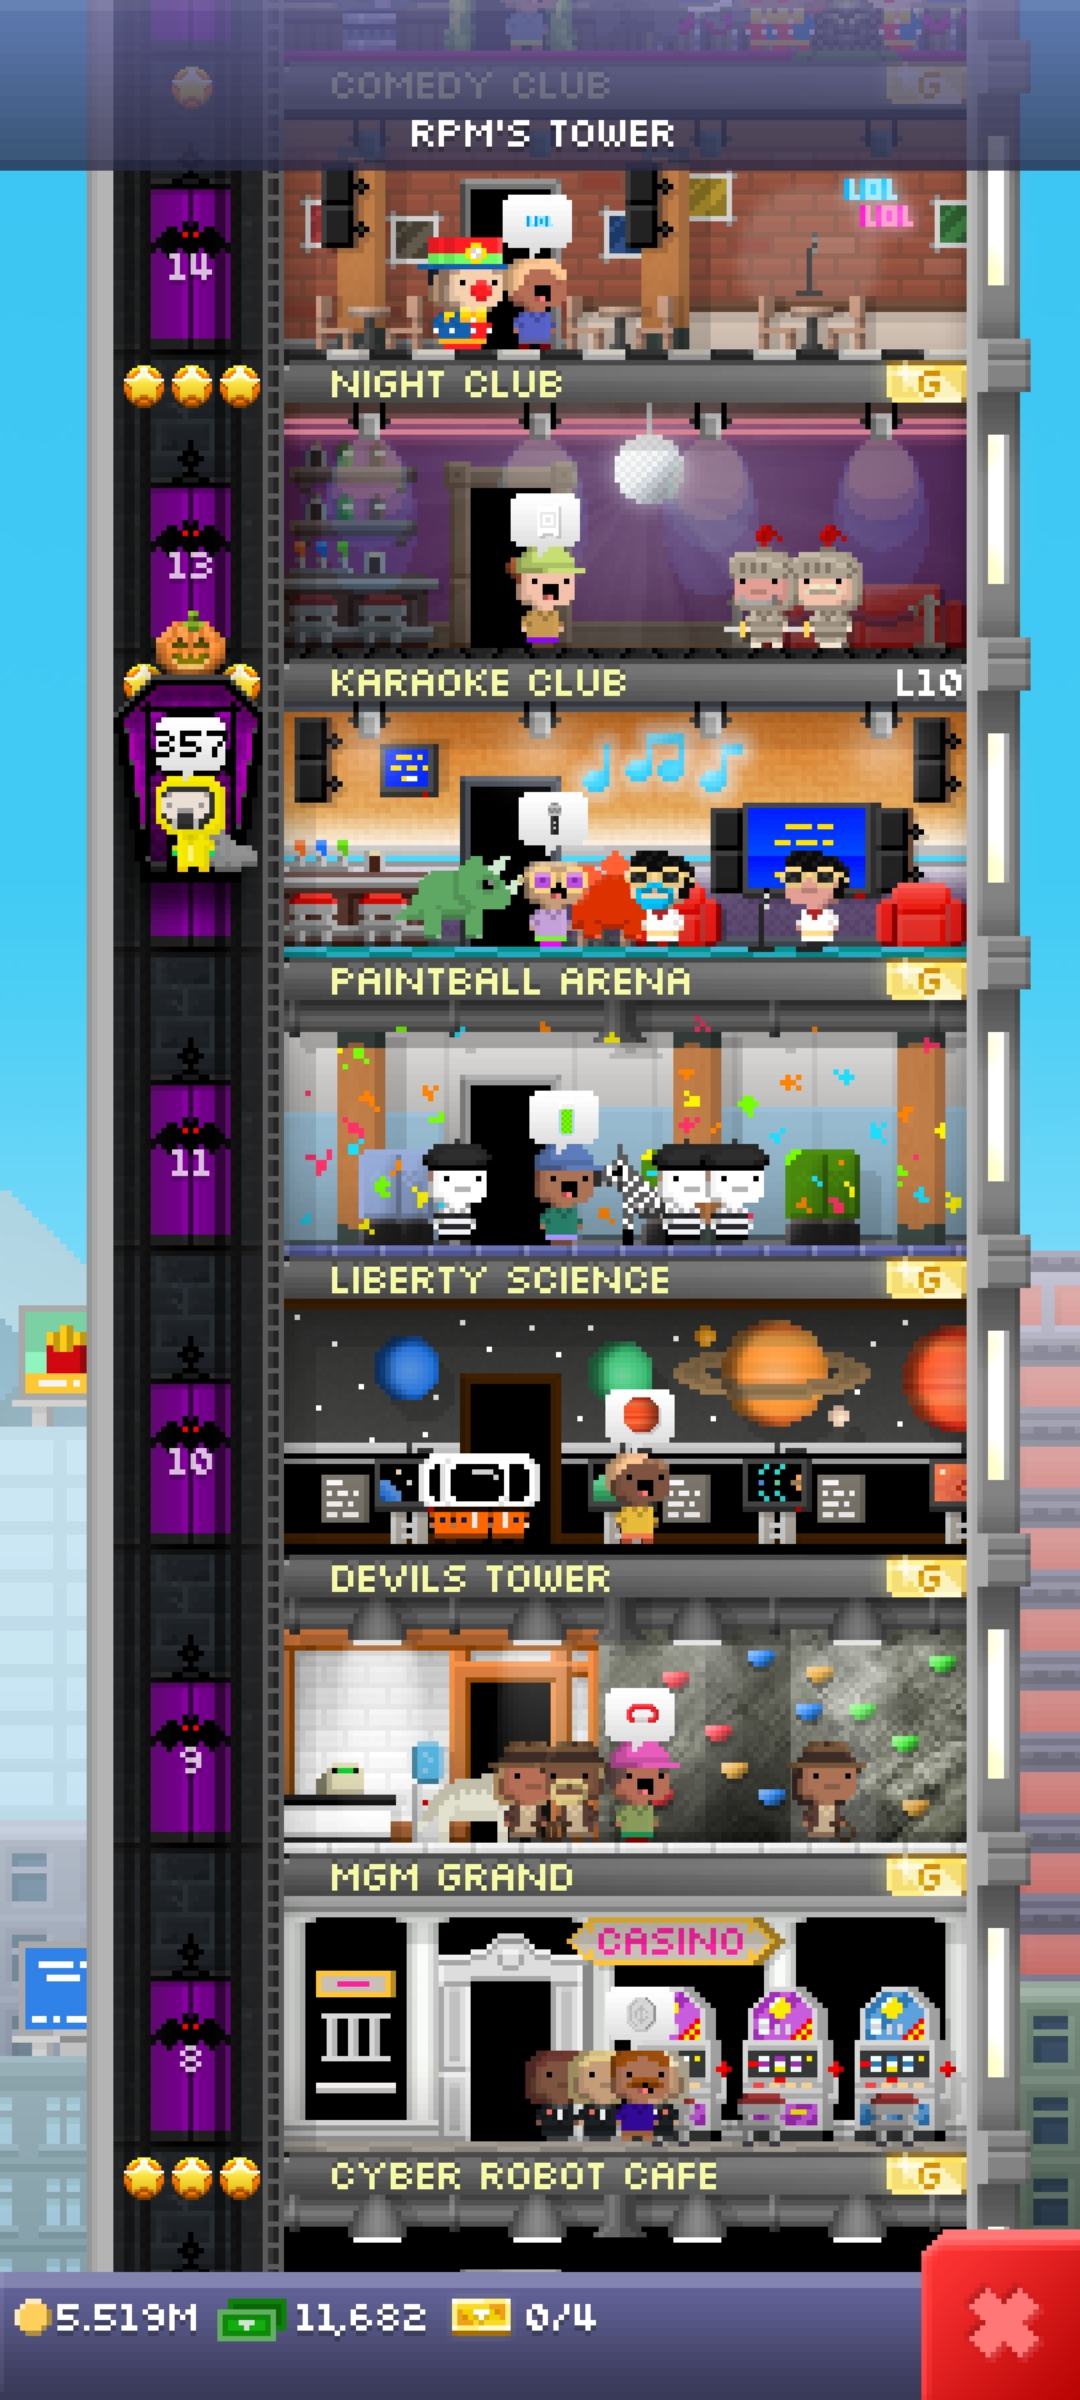 COMEDY CLUB G
RPM'S TOWER
LOL
LOL
LOL
14
NIGHT CLUB G
13
KARAOKE CLUB L10
357
PAINTBALL ARENA G
11
LIBERTY SCIENCE G
10
DEVILS TOWER G
9
MGM GRAND G
CASINO
8
CYBER ROBOT CAFE G
5.519M 11,682 0/4